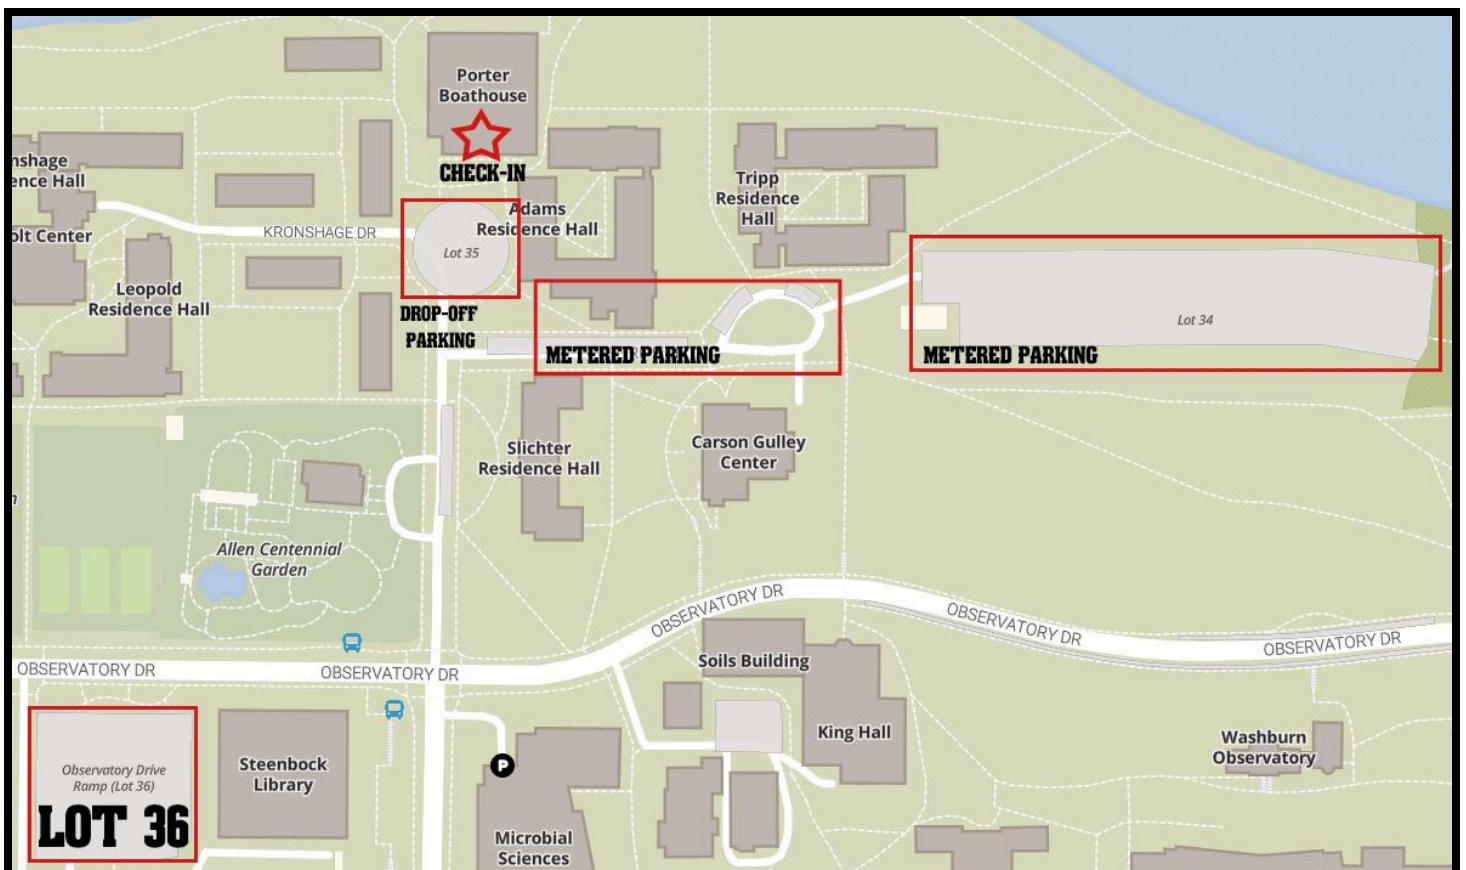 Porter
Boathouse
CHECK-IN
nshage
ence Hall
Tripp
Residence
Hall
Adams
Residence Hall
olt Center
KRONSHAGE DR
Lot 35
Leopold
Residence Hall
DROP-OFF
PARKING
METERED PARKING
Lot 34
METERED PARKING
Slichter
Residence Hall
Carson Gulley
Center
Allen Centennial
Garden
OBSERVATORY DR
OBSERVATORY DR
OBSERVATORY DR
OBSERVATORY DR
OBSERVATORY DR
Soils Building
King Hall
Washburn
Observatory
P
Steenbock
Library
Observatory Drive
Ramp (Lot 36)
LOT 36
Microbial
Sciences